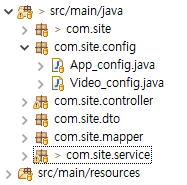 > src/main/java
> com.site
com.site.config
App_config.java
Video_config.java
com.site.controller
com.site.dto
com.site.mapper
> com.site.service
src/main/resources